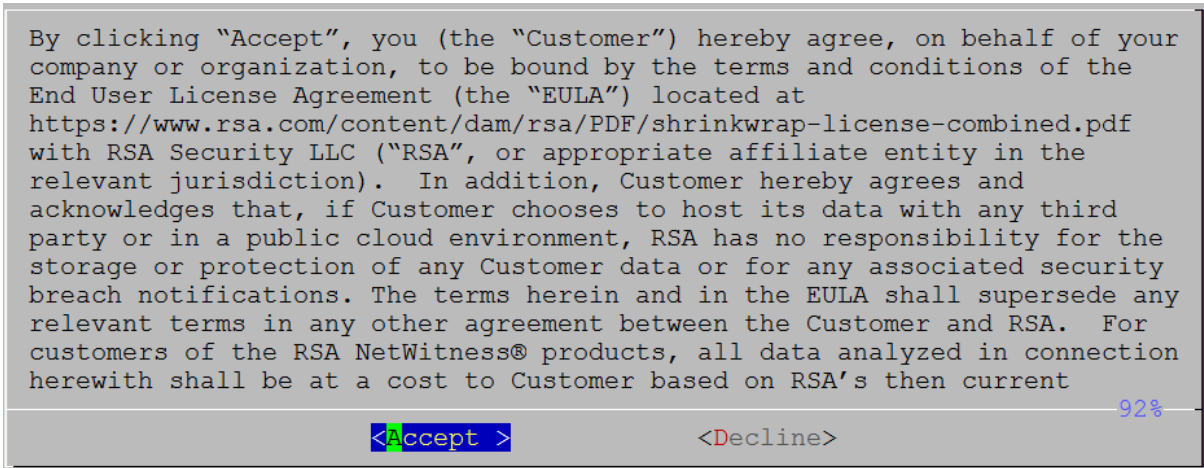 By clicking “Accept”, you (the “Customer”) hereby agree, on behalf of your
company or organization, to be bound by the terms and conditions of the
End User License Agreement (the “EULA”) located at
https://www.rsa.com/content/dam/rsa/PDF/shrinkwrap-license-combined.pdf
with RSA Security LLC (“RSA”, or appropriate affiliate entity in the
relevant jurisdiction).  In addition, Customer hereby agrees and
acknowledges that, if Customer chooses to host its data with any third
party or in a public cloud environment, RSA has no responsibility for the
storage or protection of any Customer data or for any associated security
breach notifications. The terms herein and in the EULA shall supersede any
relevant terms in any other agreement between the Customer and RSA.  For
customers of the RSA NetWitness® products, all data analyzed in connection
herewith shall be at a cost to Customer based on RSA’s then current
92%
<Accept > <Decline>